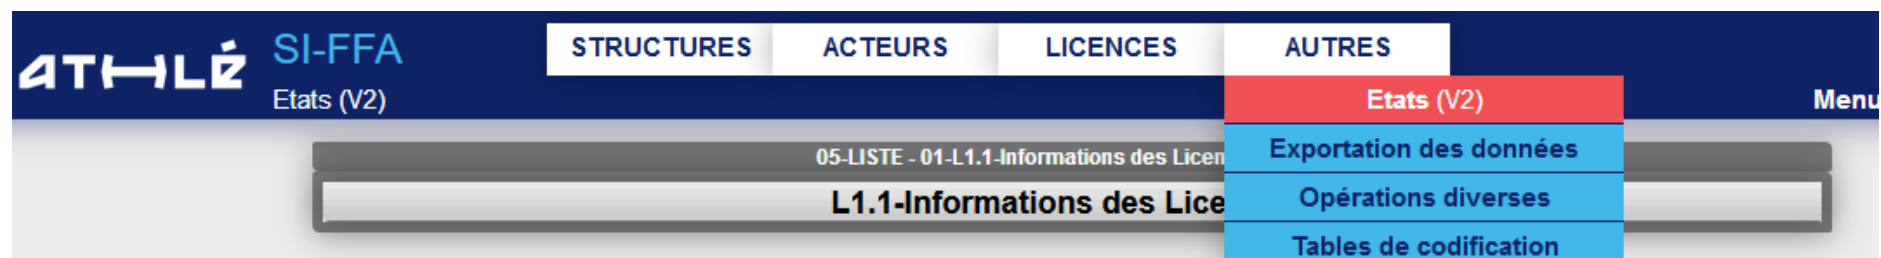 ATHLÉ
SI-FFA
Etats (V2)
STRUCTURES
ACTEURS
LICENCES
AUTRES
Etats (V2)
Exportation des données
Opérations diverses
Tables de codification
Menu
05-LISTE - 01-L1.1-Informations des Licen
L1.1-Informations des Lice